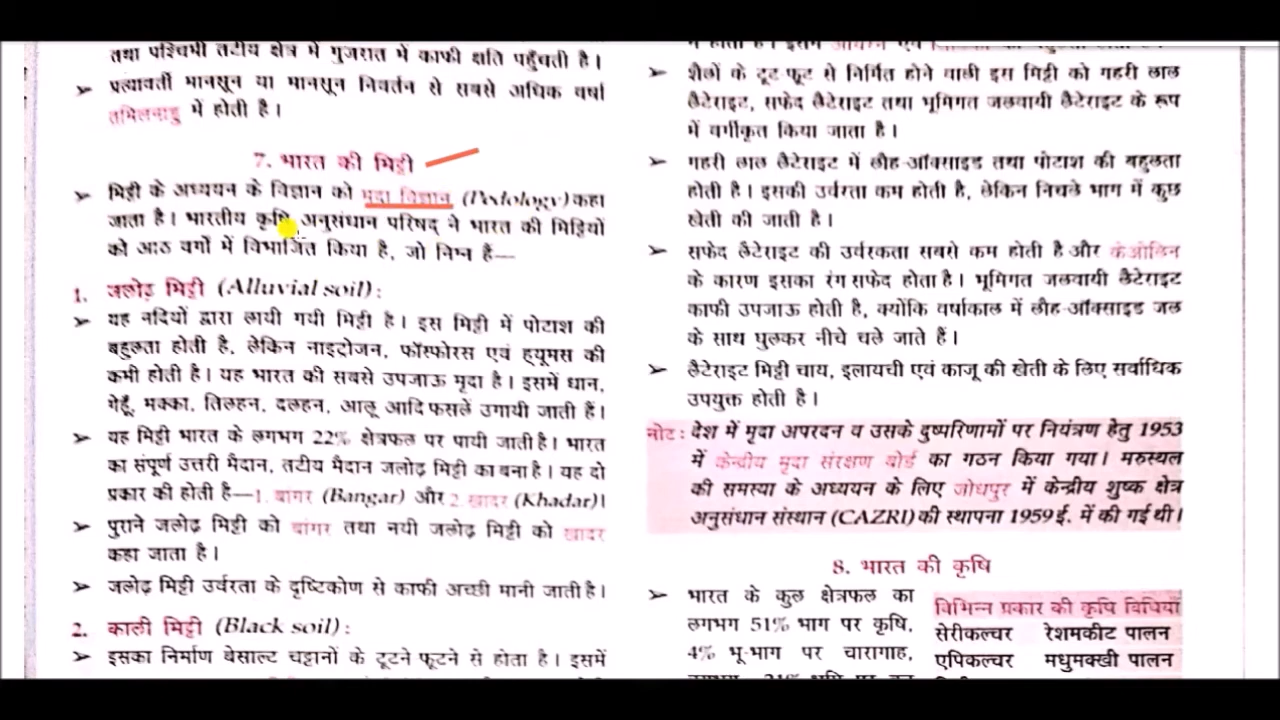 तथा पश्चिमी तटीय क्षेत्र में गुजरात में काफी क्षति पहुँचती है।
➤ प्रत्यावर्ती मानसून या मानसून निवर्तन से सबसे अधिक वर्षा
तमिलनाडु में होती है।
7. भारत की मिट्टी
➤ मिट्टी के अध्ययन के विज्ञान को मृदा विज्ञान (Pedology) कहा
जाता है। भारतीय कृषि अनुसंधान परिषद् ने भारत की मिट्टियों
को आठ वर्गों में विभाजित किया है, जो निम्न हैं—
1. जलोढ़ मिट्टी (Alluvial soil) :
➤ यह नदियों द्वारा लायी गयी मिट्टी है। इस मिट्टी में पोटाश की
बहुलता होती है, लेकिन नाइट्रोजन, फॉस्फोरस एवं ह्यूमस की
कमी होती है। यह भारत की सबसे उपजाऊ मृदा है। इसमें धान,
गेहूँ, मक्का, तिलहन, दलहन, आलू आदि फसलें उगायी जाती हैं।
➤ यह मिट्टी भारत के लगभग 22% क्षेत्रफल पर पायी जाती है। भारत
का संपूर्ण उत्तरी मैदान, तटीय मैदान जलोढ़ मिट्टी का बना है। यह दो
प्रकार की होती है—1. बांगर (Bangar) और 2. खादर (Khadar)।
➤ पुराने जलोढ़ मिट्टी को बांगर तथा नयी जलोढ़ मिट्टी को खादर
कहा जाता है।
➤ जलोढ़ मिट्टी उर्वरता के दृष्टिकोण से काफी अच्छी मानी जाती है।
2. काली मिट्टी (Black soil) :
➤ इसका निर्माण बेसाल्ट चट्टानों के टूटने फूटने से होता है। इसमें
में होता है। इसमें आयरन एवं
➤ शैलों के टूट-फूट से निर्मित होने वाली इस मिट्टी को गहरी लाल
लैटेराइट, सफेद लैटेराइट तथा भूमिगत जलवायी लैटेराइट के रूप
में वर्गीकृत किया जाता है।
➤ गहरी लाल लैटेराइट में लौह-ऑक्साइड तथा पोटाश की बहुलता
होती है। इसकी उर्वरता कम होती है, लेकिन निचले भाग में कुछ
खेती की जाती है।
➤ सफेद लैटेराइट की उर्वरकता सबसे कम होती है और केओलिन
के कारण इसका रंग सफेद होता है। भूमिगत जलवायी लैटेराइट
काफी उपजाऊ होती है, क्योंकि वर्षाकाल में लौह-ऑक्साइड जल
के साथ घुलकर नीचे चले जाते हैं।
➤ लैटेराइट मिट्टी चाय, इलायची एवं काजू की खेती के लिए सर्वाधिक
उपयुक्त होती है।
नोट : देश में मृदा अपरदन व उसके दुष्परिणामों पर नियंत्रण हेतु 1953
में केन्द्रीय मृदा संरक्षण बोर्ड का गठन किया गया। मरुस्थल
की समस्या के अध्ययन के लिए जोधपुर में केन्द्रीय शुष्क क्षेत्र
अनुसंधान संस्थान (CAZRI) की स्थापना 1959 ई. में की गई थी।
8. भारत की कृषि
➤ भारत के कुल क्षेत्रफल का
लगभग 51% भाग पर कृषि,
4% भू-भाग पर चारागाह,
विभिन्न प्रकार की कृषि विधियाँ
सेरीकल्चर रेशमकीट पालन
एपिकल्चर मधुमक्खी पालन